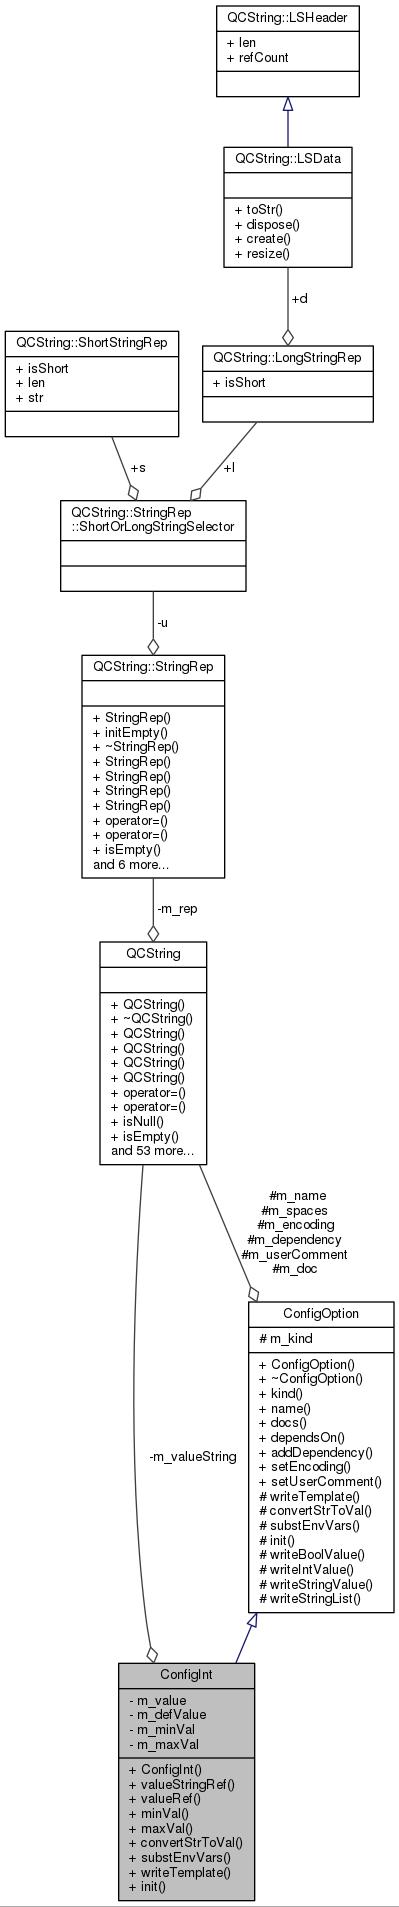 QCString::LSHeader
+ len
+ refCount
QCString::LSData
+ toStr()
+ dispose()
+ create()
+ resize()
+d
QCString::ShortStringRep
+ isShort
+ len
+ str
QCString::LongStringRep
+ isShort
+s
+l
QCString::StringRep
::ShortOrLongStringSelector
-u
QCString::StringRep
+ StringRep()
+ initEmpty()
+ ~StringRep()
+ StringRep()
+ StringRep()
+ StringRep()
+ StringRep()
+ operator=()
+ operator=()
+ isEmpty()
and 6 more...
-m_rep
QCString
+ QCString()
+ ~QCString()
+ QCString()
+ QCString()
+ QCString()
+ QCString()
+ operator=()
+ operator=()
+ isNull()
+ isEmpty()
and 53 more...
#m_name
#m_spaces
#m_encoding
#m_dependency
#m_userComment
#m_doc
ConfigOption
# m_kind
+ ConfigOption()
+ ~ConfigOption()
+ kind()
+ name()
+ docs()
+ dependsOn()
+ addDependency()
+ setEncoding()
+ setUserComment()
# writeTemplate()
# convertStrToVal()
# substEnvVars()
# init()
# writeBoolValue()
# writeIntValue()
# writeStringValue()
# writeStringList()
-m_valueString
ConfigInt
- m_value
- m_defValue
- m_minVal
- m_maxVal
+ ConfigInt()
+ valueStringRef()
+ valueRef()
+ minVal()
+ maxVal()
+ convertStrToVal()
+ substEnvVars()
+ writeTemplate()
+ init()